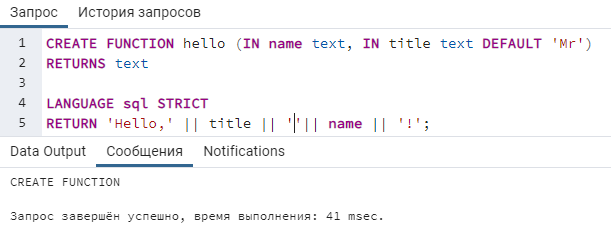 Запрос История запросов
1 CREATE FUNCTION hello (IN name text, IN title text DEFAULT 'Mr')
2 RETURNS text
3
4 LANGUAGE sql STRICT
5 RETURN 'Hello,' || title || ' '|| name || '!';
Data Output Сообщения Notifications
CREATE FUNCTION
Запрос завершён успешно, время выполнения: 41 msec.